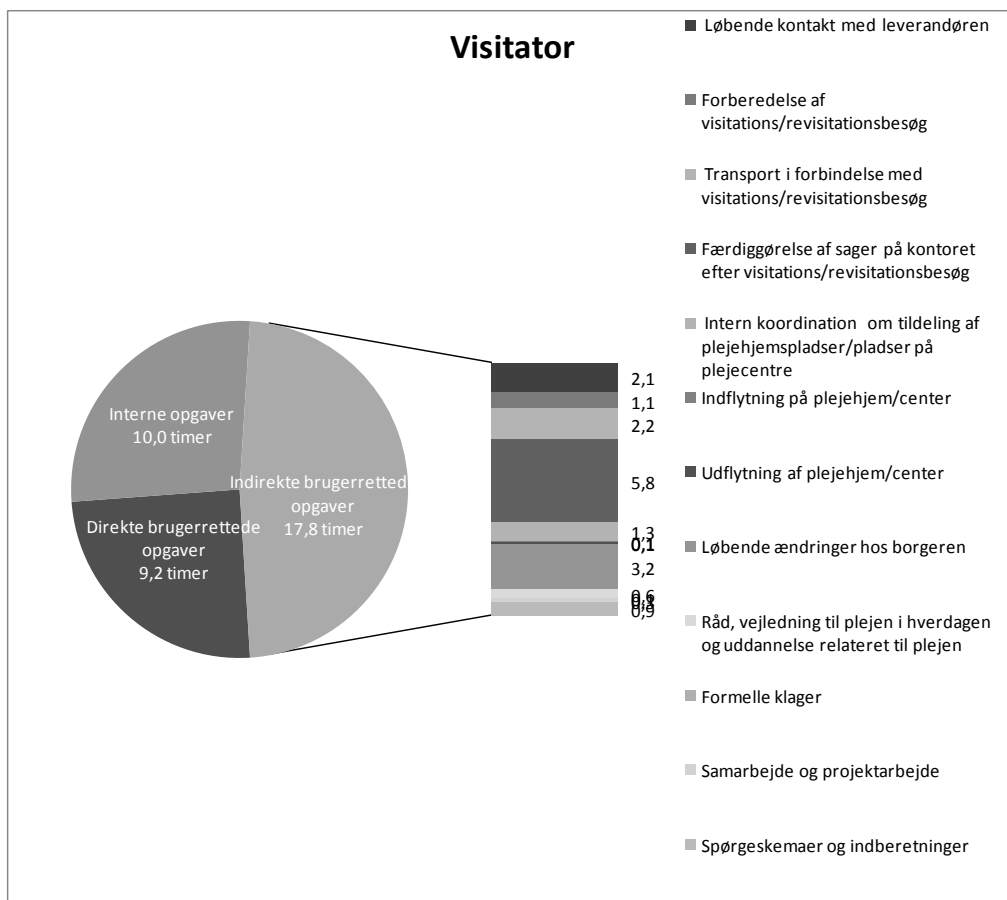 Visitator
Interne opgaver
10,0 timer
Indirekte brugerrettede
opgaver
17,8 timer
Direkte brugerrettede
opgaver
9,2 timer
2,1
1,1
2,2
5,8
1,3
0,1
3,2
0,6
0,9
Løbende kontakt med leverandøren
Forberedelse af
visitations/revisitationsbesøg
Transport i forbindelse med
visitations/revisitationsbesøg
Færdiggørelse af sager på kontoret
efter visitations/revisitationsbesøg
Intern koordination om tildeling af
plejehjemspladser/pladser på
plejecentre
Indflytning på plejehjem/center
Udflytning af plejehjem/center
Løbende ændringer hos borgeren
Råd, vejledning til plejen i hverdagen
og uddannelse relateret til plejen
Formelle klager
Samarbejde og projektarbejde
Spørgeskemaer og indberetninger